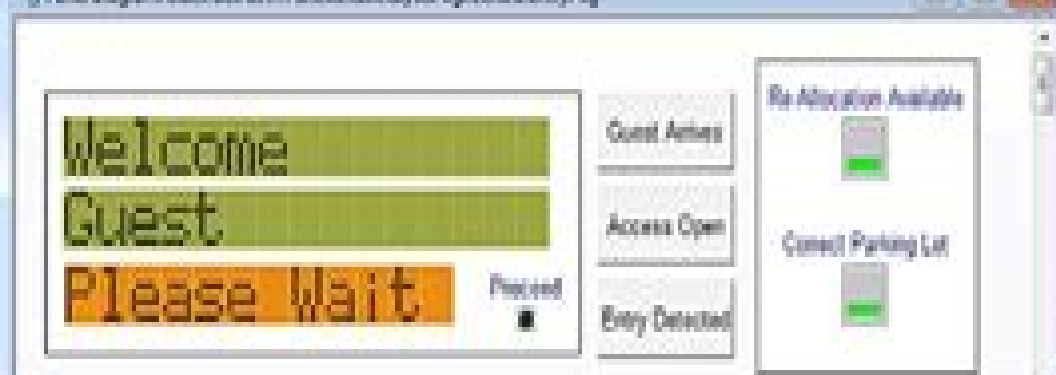 Welcome
Guest
Please Wait
Proceed
Guest Arrives
Access Open
Entry Detected
Re Allocation Available
Correct Parking Lot